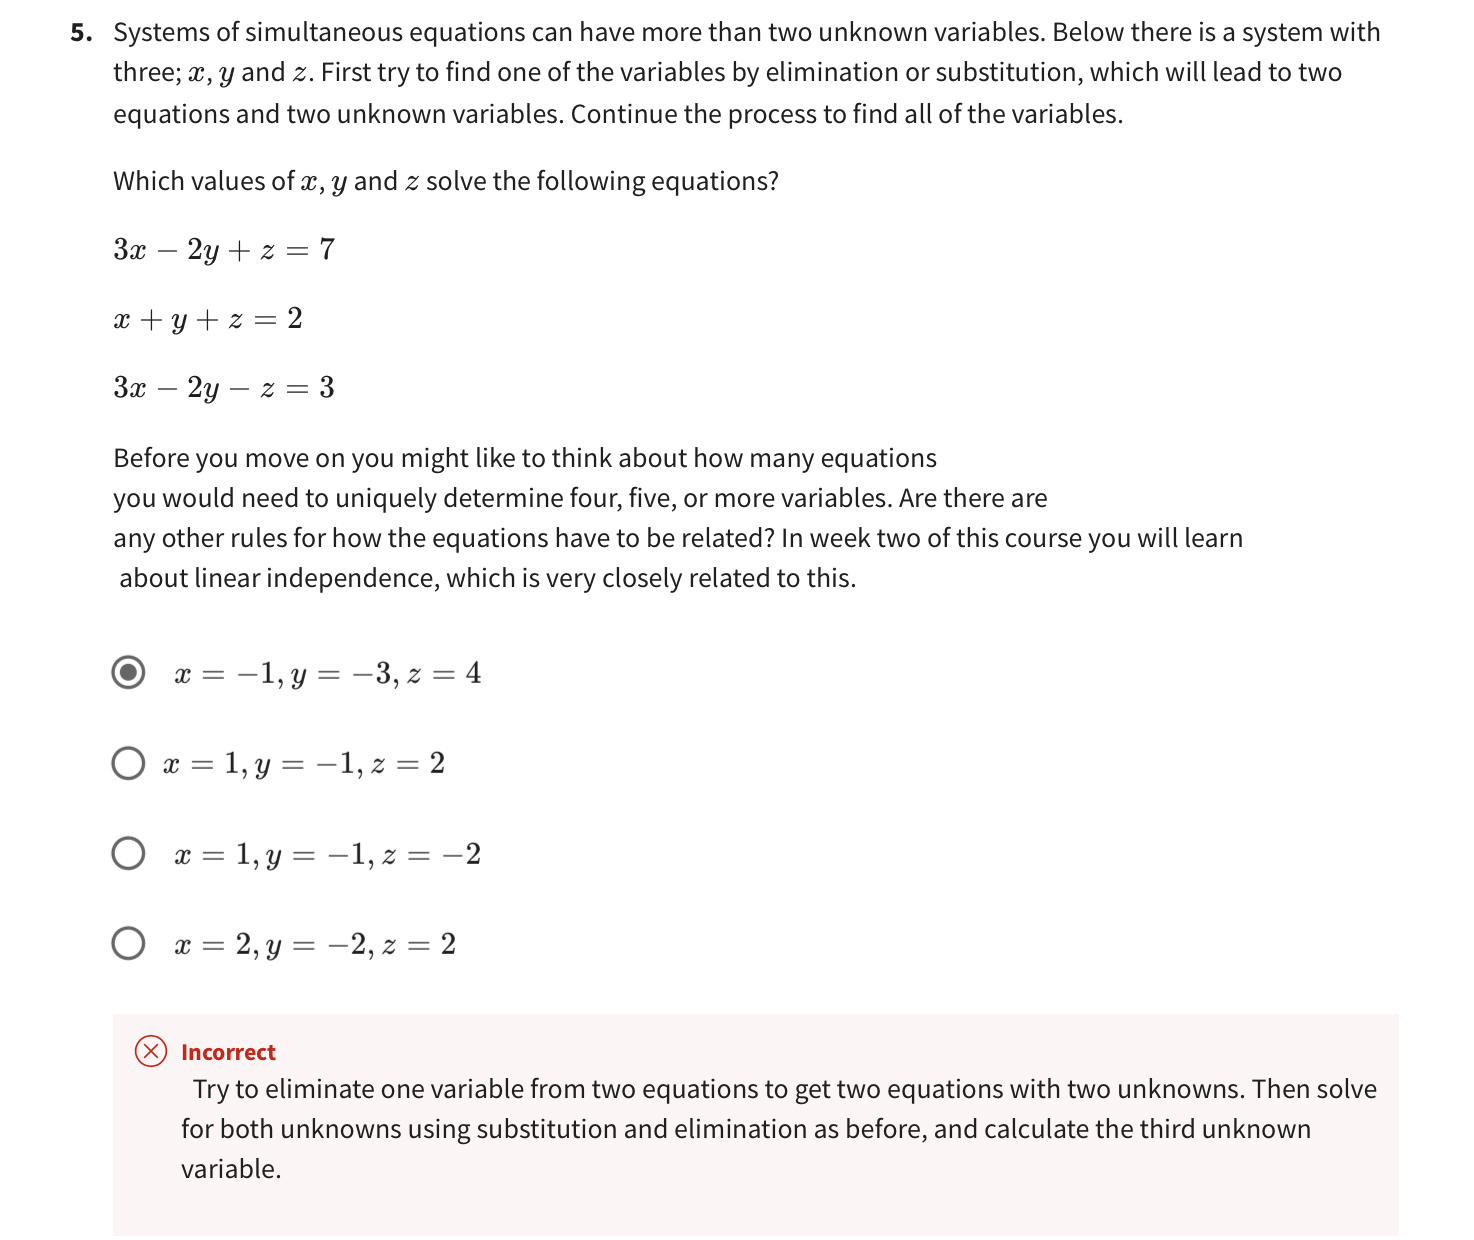 5. Systems of simultaneous equations can have more than two unknown variables. Below there is a system with
three; x, y and z. First try to find one of the variables by elimination or substitution, which will lead to two
equations and two unknown variables. Continue the process to find all of the variables.
Which values of x, y and z solve the following equations?
3x − 2y + z = 7
x + y + z = 2
3x − 2y − z = 3
Before you move on you might like to think about how many equations
you would need to uniquely determine four, five, or more variables. Are there are
any other rules for how the equations have to be related? In week two of this course you will learn
about linear independence, which is very closely related to this.
x = −1, y = −3, z = 4
x = 1, y = −1, z = 2
x = 1, y = −1, z = −2
x = 2, y = −2, z = 2
Incorrect
Try to eliminate one variable from two equations to get two equations with two unknowns. Then solve
for both unknowns using substitution and elimination as before, and calculate the third unknown
variable.